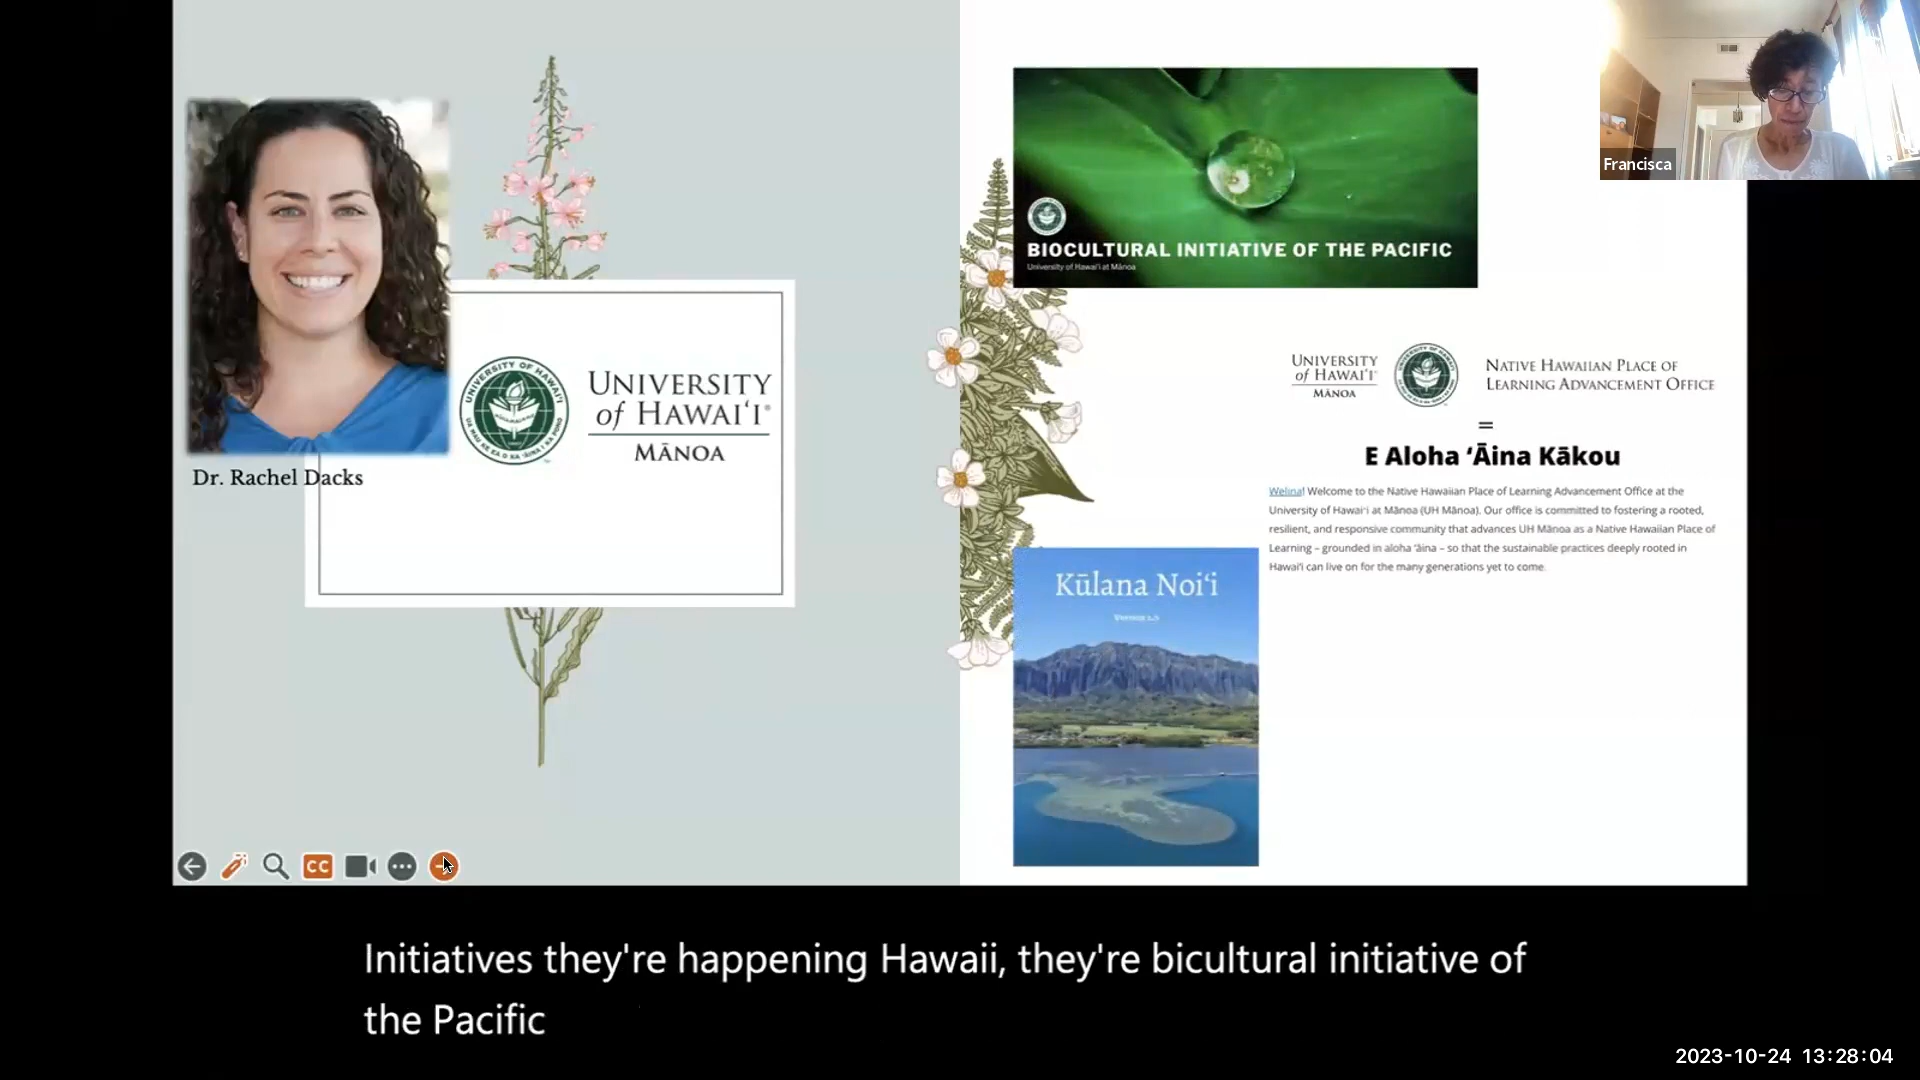 Dr. Rachel Dacks
UNIVERSITY OF HAWAIʻI
UNIVERSITY
of HAWAIʻI®
MĀNOA
BIOCULTURAL INITIATIVE OF THE PACIFIC
University of Hawaiʻi at Mānoa
UNIVERSITY
of HAWAIʻI®
MĀNOA
NATIVE HAWAIIAN PLACE OF
LEARNING ADVANCEMENT OFFICE
=
E Aloha ʻĀina Kākou
Welina! Welcome to the Native Hawaiian Place of Learning Advancement Office at the
University of Hawaiʻi at Mānoa (UH Mānoa). Our office is committed to fostering a rooted,
resilient, and responsive community that advances UH Mānoa as a Native Hawaiian Place of
Learning – grounded in aloha ʻāina – so that the sustainable practices deeply rooted in
Hawaiʻi can live on for the many generations yet to come.
Kūlana Noiʻi
Francisca
CC
Initiatives they're happening Hawaii, they're bicultural initiative of
the Pacific
2023-10-24 13:28:04